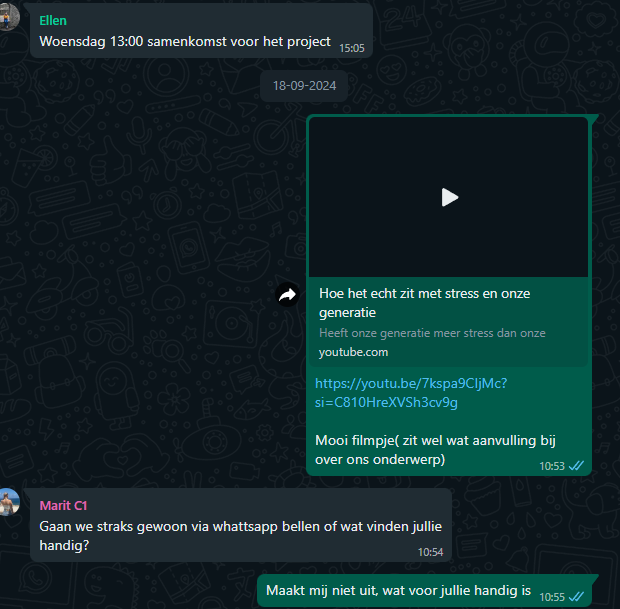 Ellen
Woensdag 13:00 samenkomst voor het project
15:05
18-09-2024
Hoe het echt zit met stress en onze
generatie
Heeft onze generatie meer stress dan onze
youtube.com
https://youtu.be/7kspa9CIjMc?
si=C810HreXVSh3cv9g
Mooi filmpje( zit wel wat aanvulling bij
over ons onderwerp)
10:53
Marit C1
Gaan we straks gewoon via whattsapp bellen of wat vinden jullie
handig?
10:54
Maakt mij niet uit, wat voor jullie handig is
10:55